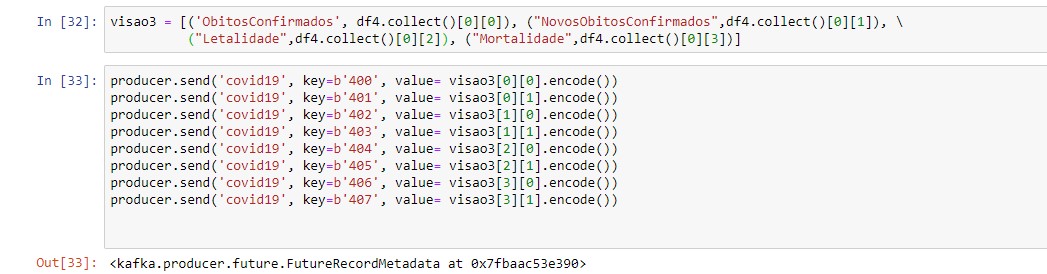 In [32]: visao3 = [('ObitosConfirmados', df4.collect()[0][0]), ("NovosObitosConfirmados",df4.collect()[0][1]), \
("Letalidade",df4.collect()[0][2]), ("Mortalidade",df4.collect()[0][3])]
In [33]: producer.send('covid19', key=b'400', value= visao3[0][0].encode())
producer.send('covid19', key=b'401', value= visao3[0][1].encode())
producer.send('covid19', key=b'402', value= visao3[1][0].encode())
producer.send('covid19', key=b'403', value= visao3[1][1].encode())
producer.send('covid19', key=b'404', value= visao3[2][0].encode())
producer.send('covid19', key=b'405', value= visao3[2][1].encode())
producer.send('covid19', key=b'406', value= visao3[3][0].encode())
producer.send('covid19', key=b'407', value= visao3[3][1].encode())
Out[33]: <kafka.producer.future.FutureRecordMetadata at 0x7fbaac53e390>